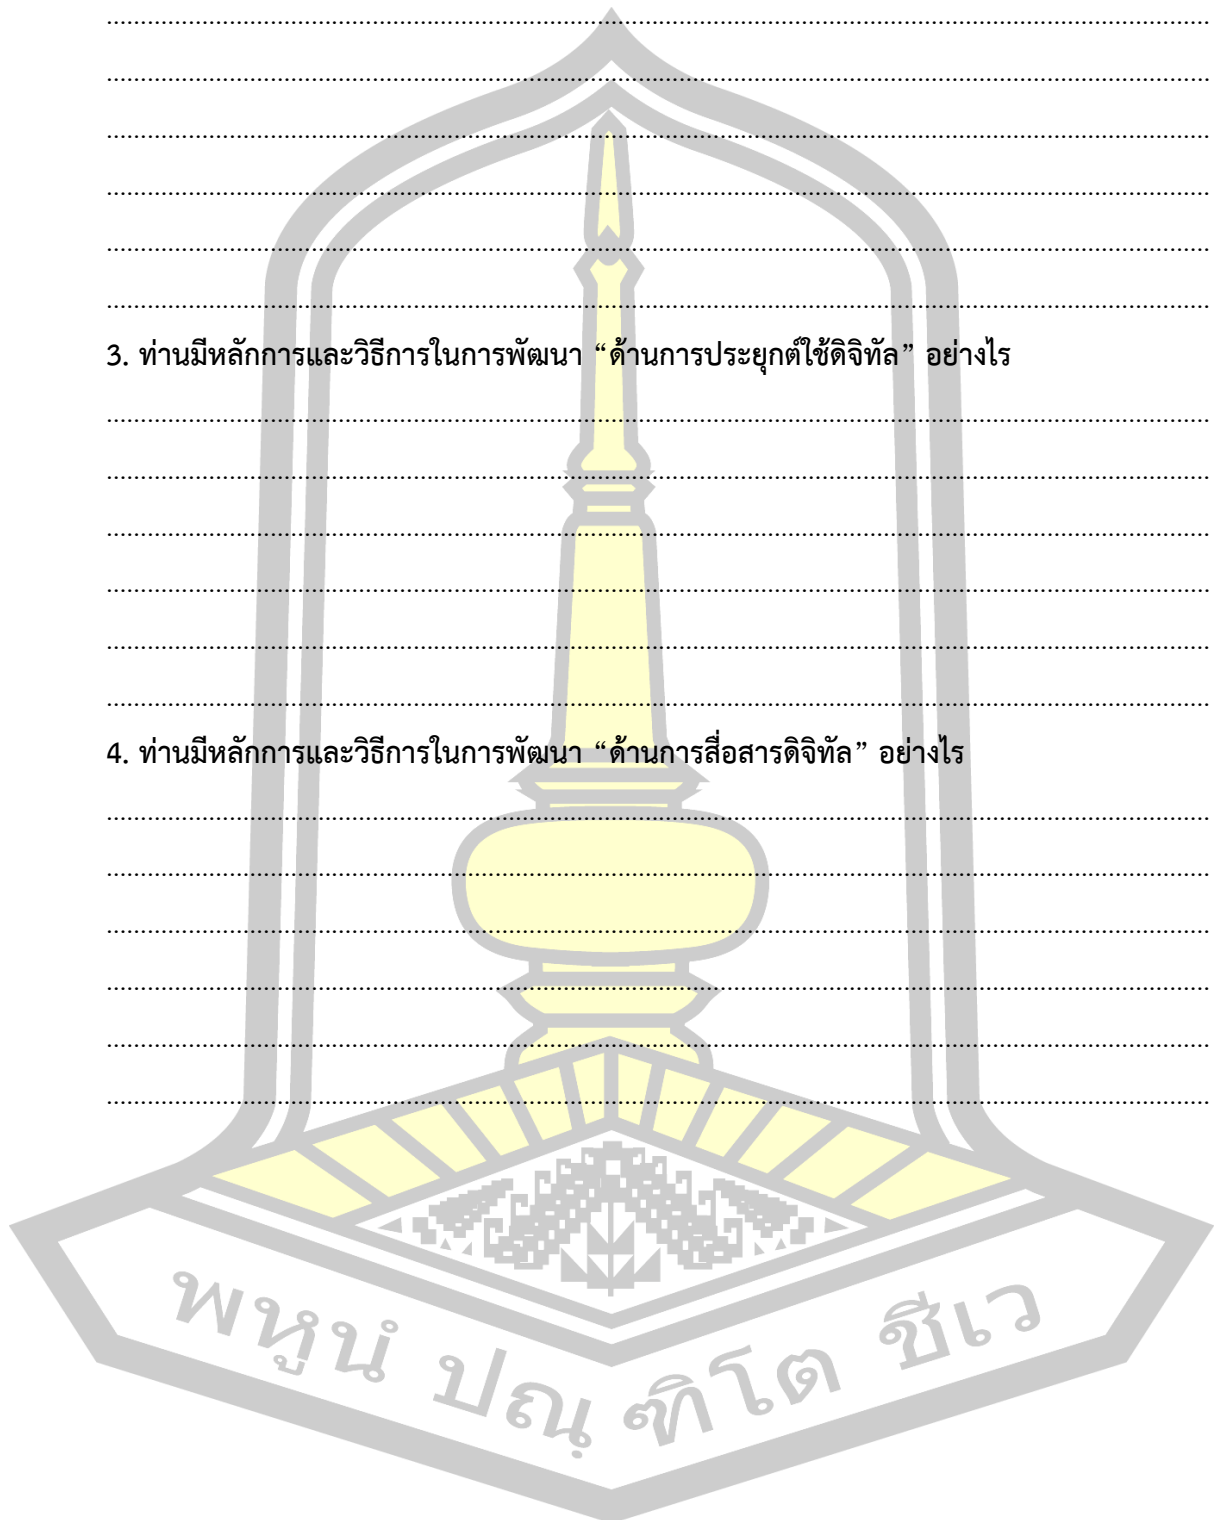 3. ท่านมีหลักการและวิธีการในการพัฒนา “ด้านการประยุกต์ใช้ดิจิทัล” อย่างไร
4. ท่านมีหลักการและวิธีการในการพัฒนา “ด้านการสื่อสารดิจิทัล” อย่างไร
พหูนํ ปณฺฑิโต ชีเว